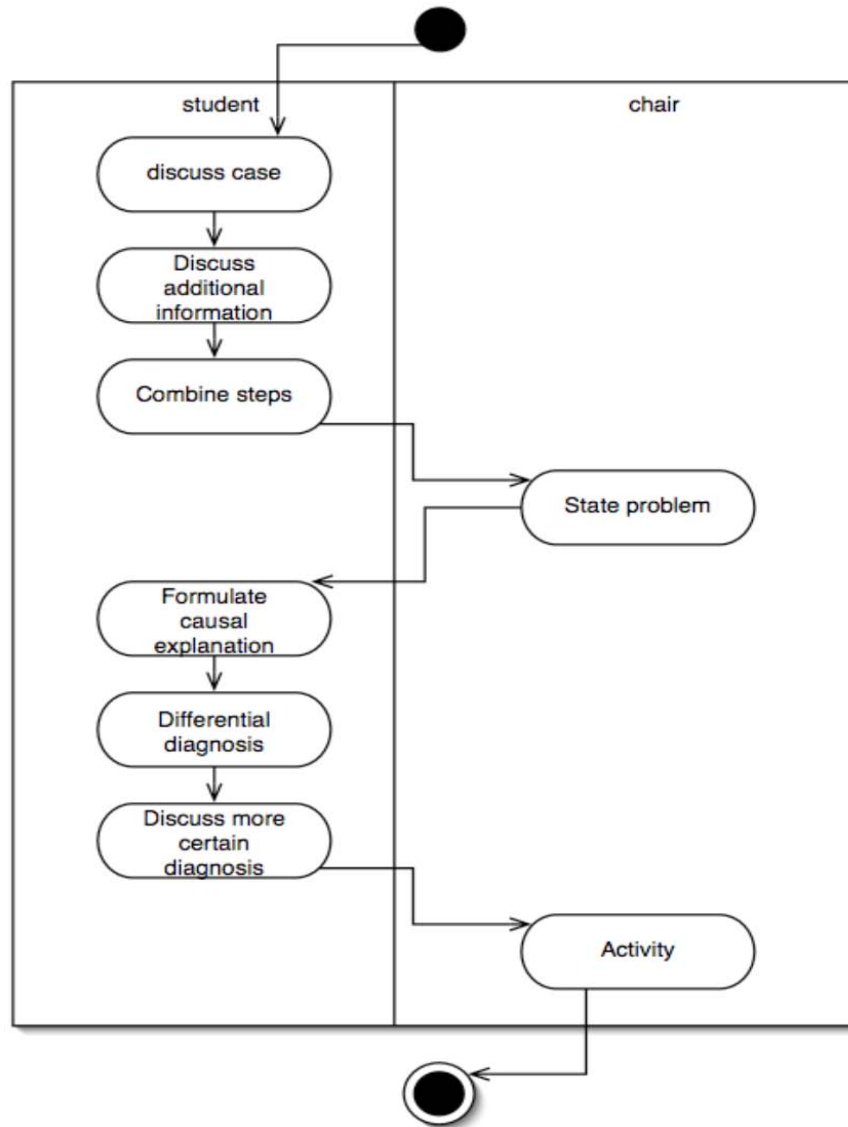 student
chair
discuss case
Discuss
additional
information
Combine steps
State problem
Formulate
causal
explanation
Differential
diagnosis
Discuss more
certain
diagnosis
Activity